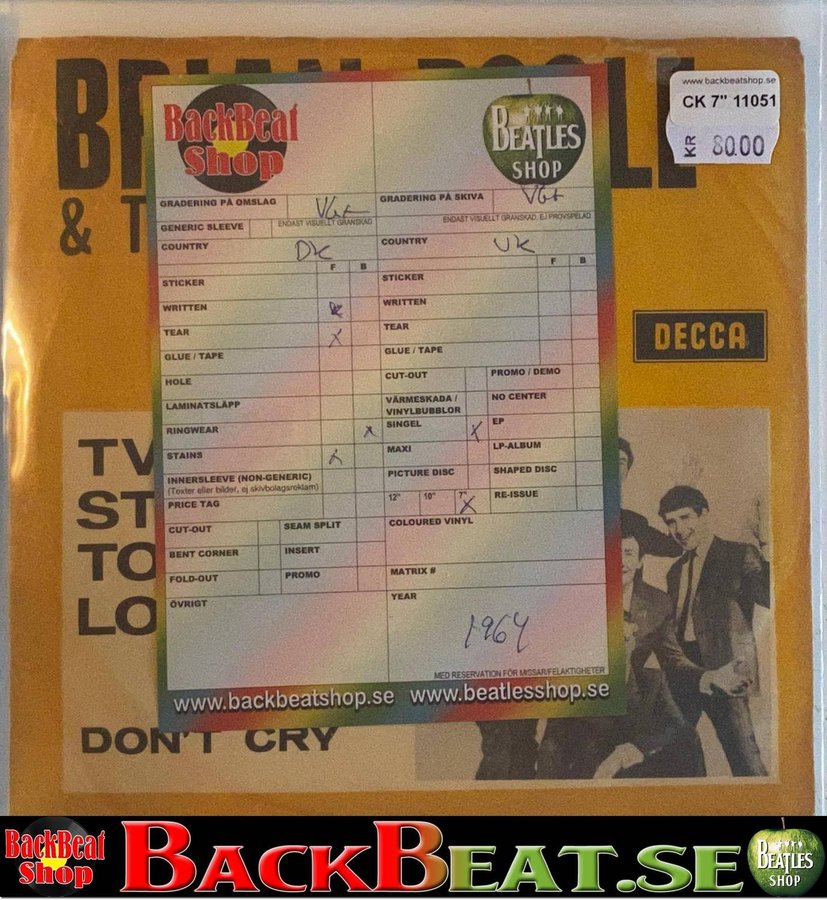 BRIAN POOLE
& T
www.backbeatshop.se
CK 7" 11051
KR 80.00
DECCA
TV
ST
TO
LO
DON'T CRY
BackBeat
Shop
BEATLES
SHOP
GRADERING PÅ OMSLAG VG+
ENDAST VISUELLT GRANSKAD
GENERIC SLEEVE
COUNTRY DK
F B
STICKER
WRITTEN X
TEAR X
GLUE / TAPE
HOLE
LAMINATSLÄPP
RINGWEAR X
STAINS X
INNERSLEEVE (NON-GENERIC)
(Texter eller bilder, ej skivbolagsreklam)
PRICE TAG
CUT-OUT SEAM SPLIT
BENT CORNER INSERT
FOLD-OUT PROMO
ÖVRIGT
GRADERING PÅ SKIVA VG+
ENDAST VISUELLT GRANSKAD, EJ PROVSPELAD
COUNTRY UK
F B
STICKER
WRITTEN
TEAR
GLUE / TAPE
CUT-OUT PROMO / DEMO
VÄRMESKADA / NO CENTER
VINYLBUBBLOR
SINGEL X EP
MAXI LP-ALBUM
PICTURE DISC SHAPED DISC
12" 10" 7" X RE-ISSUE
COLOURED VINYL
MATRIX #
YEAR
1964
MED RESERVATION FÖR MISSAR/FELAKTIGHETER
www.backbeatshop.se www.beatlesshop.se
BackBeat
Shop
BACKBEAT.SE
BEATLES
SHOP